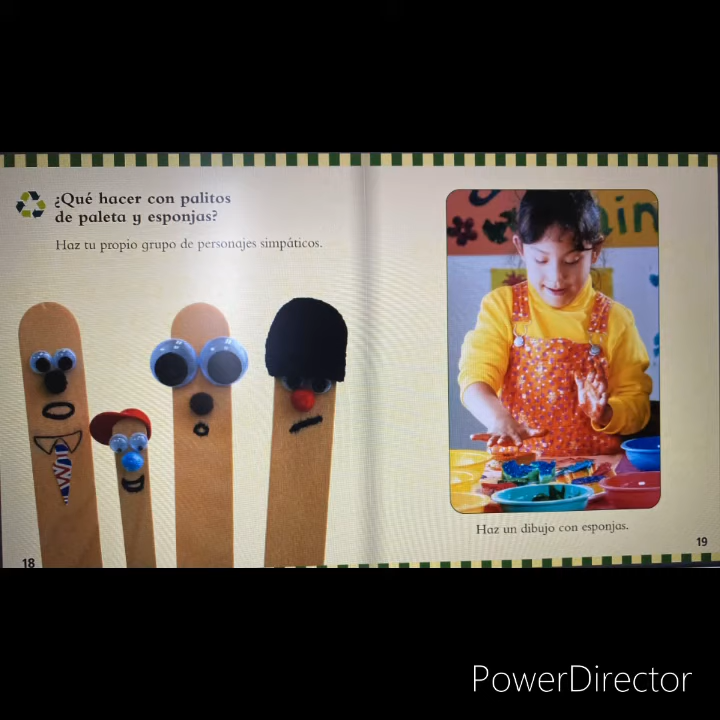 ¿Qué hacer con palitos
de paleta y esponjas?
Haz tu propio grupo de personajes simpáticos.
18
Haz un dibujo con esponjas.
19
PowerDirector